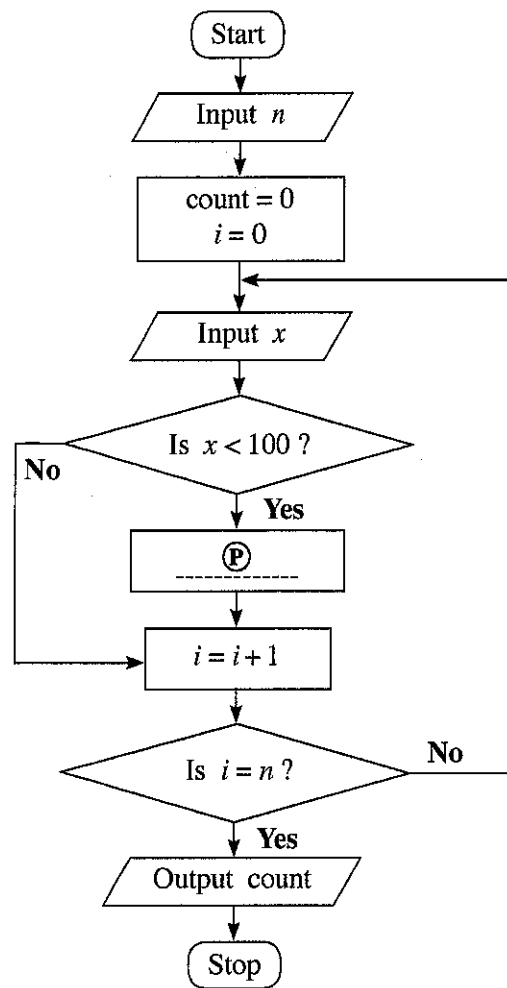 Start
Input n
count = 0
i = 0
Input x
Is x < 100 ?
No
Yes
Ⓟ
i = i + 1
Is i = n ?
No
Yes
Output count
Stop